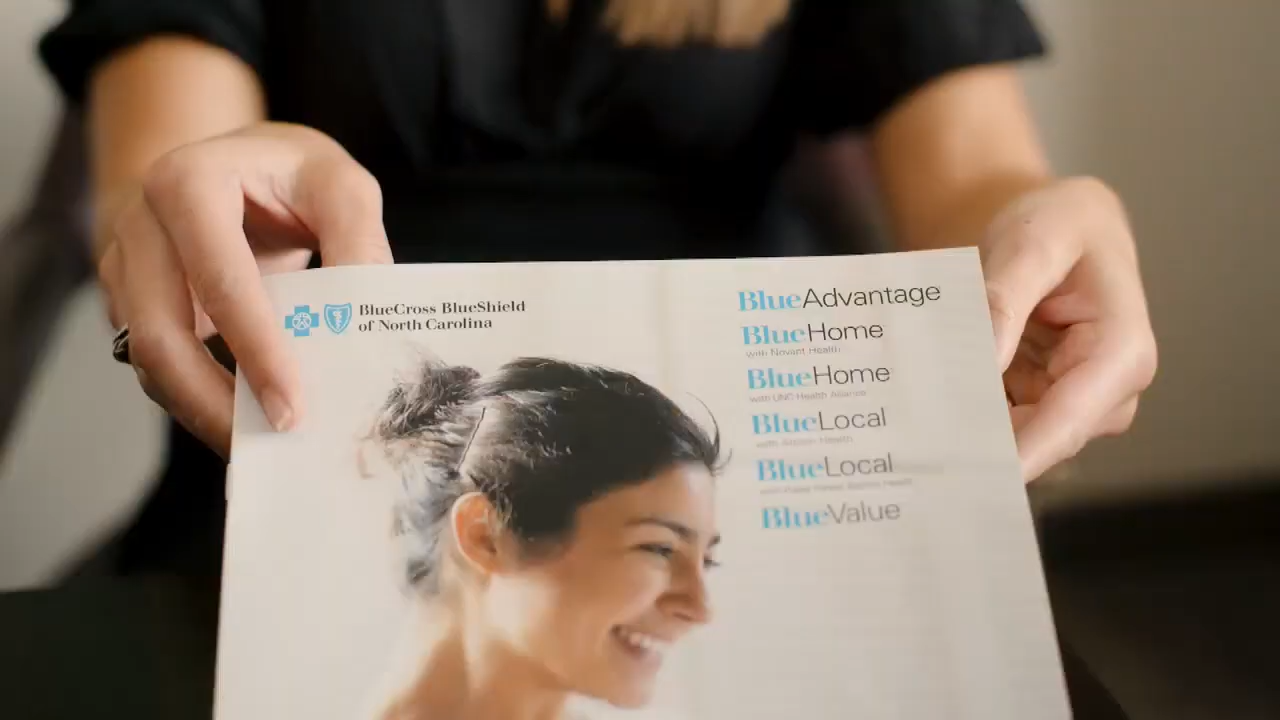 BlueCross BlueShield
of North Carolina
BlueAdvantage
BlueHome
with Novant Health
BlueHome
with UNC Health Alliance
BlueLocal
with Atrium Health
BlueLocal
BlueValue